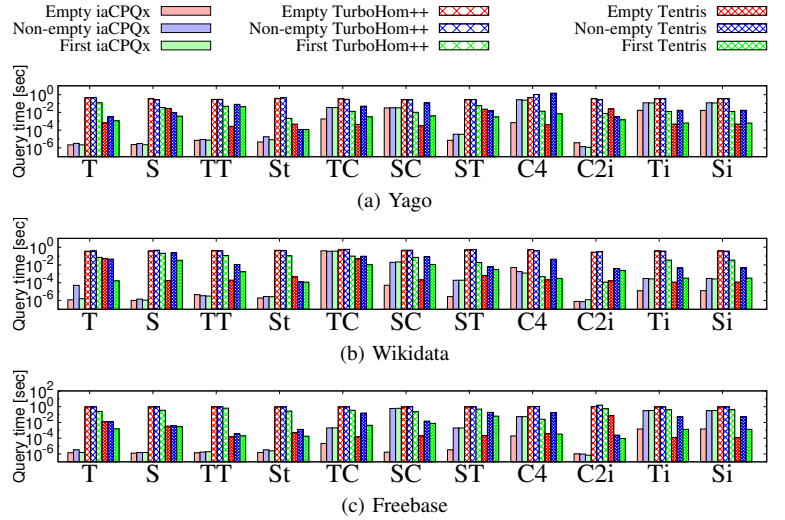 Empty iaCPQx Empty TurboHom++ Empty Tentris
Non-empty iaCPQx Non-empty TurboHom++ Non-empty Tentris
First iaCPQx First TurboHom++ First Tentris
Query time [sec]
10^0
10^-2
10^-4
10^-6
T S TT St TC SC ST C4 C2i Ti Si
(a) Yago
Query time [sec]
10^0
10^-2
10^-4
10^-6
T S TT St TC SC ST C4 C2i Ti Si
(b) Wikidata
Query time [sec]
10^2
10^0
10^-2
10^-4
10^-6
T S TT St TC SC ST C4 C2i Ti Si
(c) Freebase